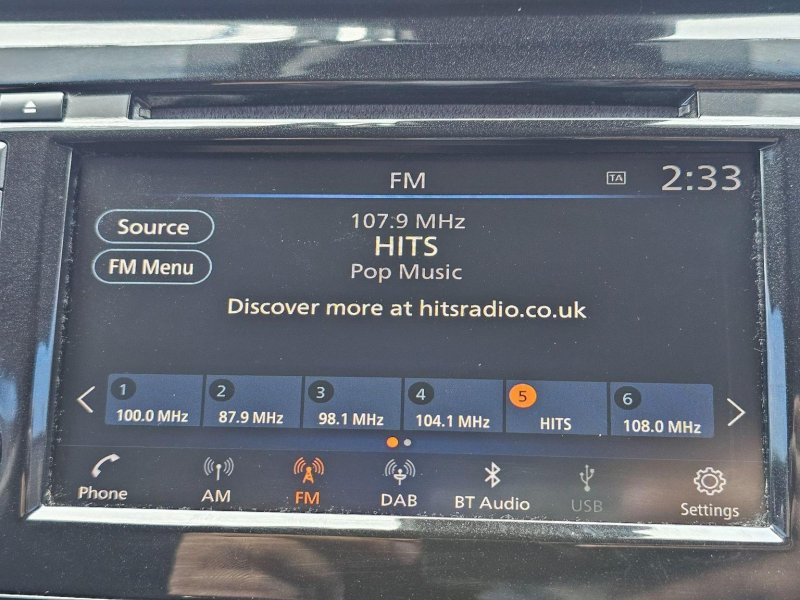 FM TA 2:33
107.9 MHz
Source
HITS
FM Menu
Pop Music
Discover more at hitsradio.co.uk
1 2 3 4 5 6
100.0 MHz 87.9 MHz 98.1 MHz 104.1 MHz HITS 108.0 MHz
Phone AM FM DAB BT Audio USB Settings